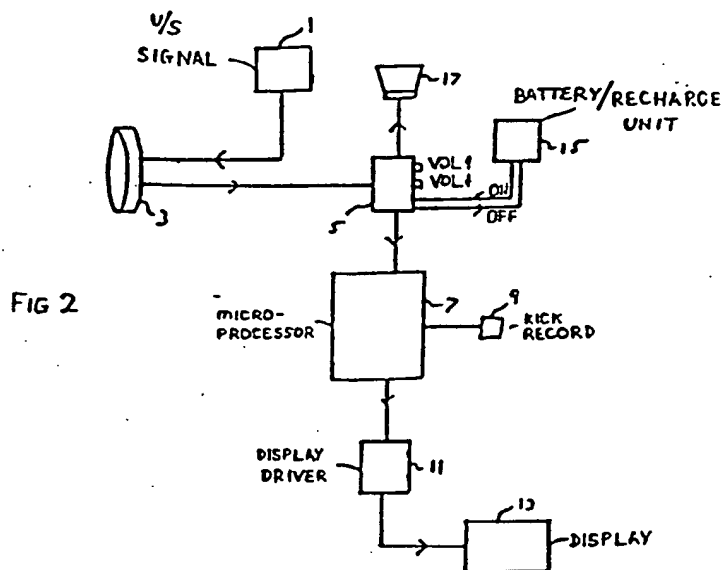 U/S
SIGNAL
1
17
BATTERY/RECHARGE
UNIT
15
3
5
VOL↑
VOL↓
ON
OFF
FIG 2
MICRO-
PROCESSOR
7
9
KICK
RECORD
DISPLAY
DRIVER
11
13
DISPLAY